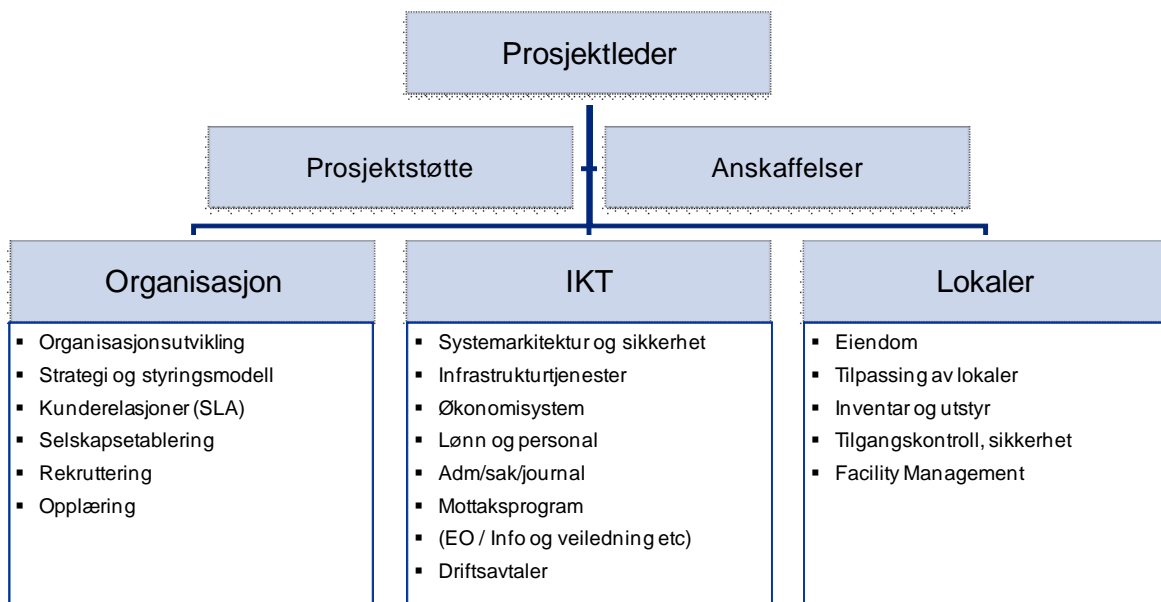 Prosjektleder
Prosjektstøtte
Anskaffelser
Organisasjon
▪ Organisasjonsutvikling
▪ Strategi og styringsmodell
▪ Kunderelasjoner (SLA)
▪ Selskapsetablering
▪ Rekruttering
▪ Opplæring
IKT
▪ Systemarkitektur og sikkerhet
▪ Infrastrukturtjenester
▪ Økonomisystem
▪ Lønn og personal
▪ Adm/sak/journal
▪ Mottaksprogram
▪ (EO / Info og veiledning etc)
▪ Driftsavtaler
Lokaler
▪ Eiendom
▪ Tilpassing av lokaler
▪ Inventar og utstyr
▪ Tilgangskontroll, sikkerhet
▪ Facility Management